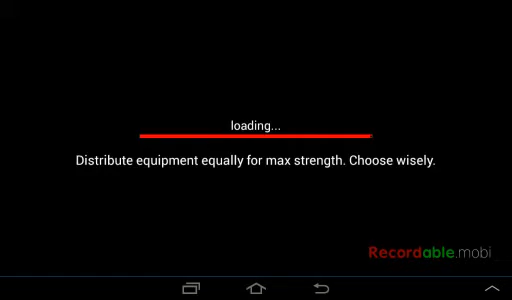 loading...
Distribute equipment equally for max strength. Choose wisely.
Recordable.mobi